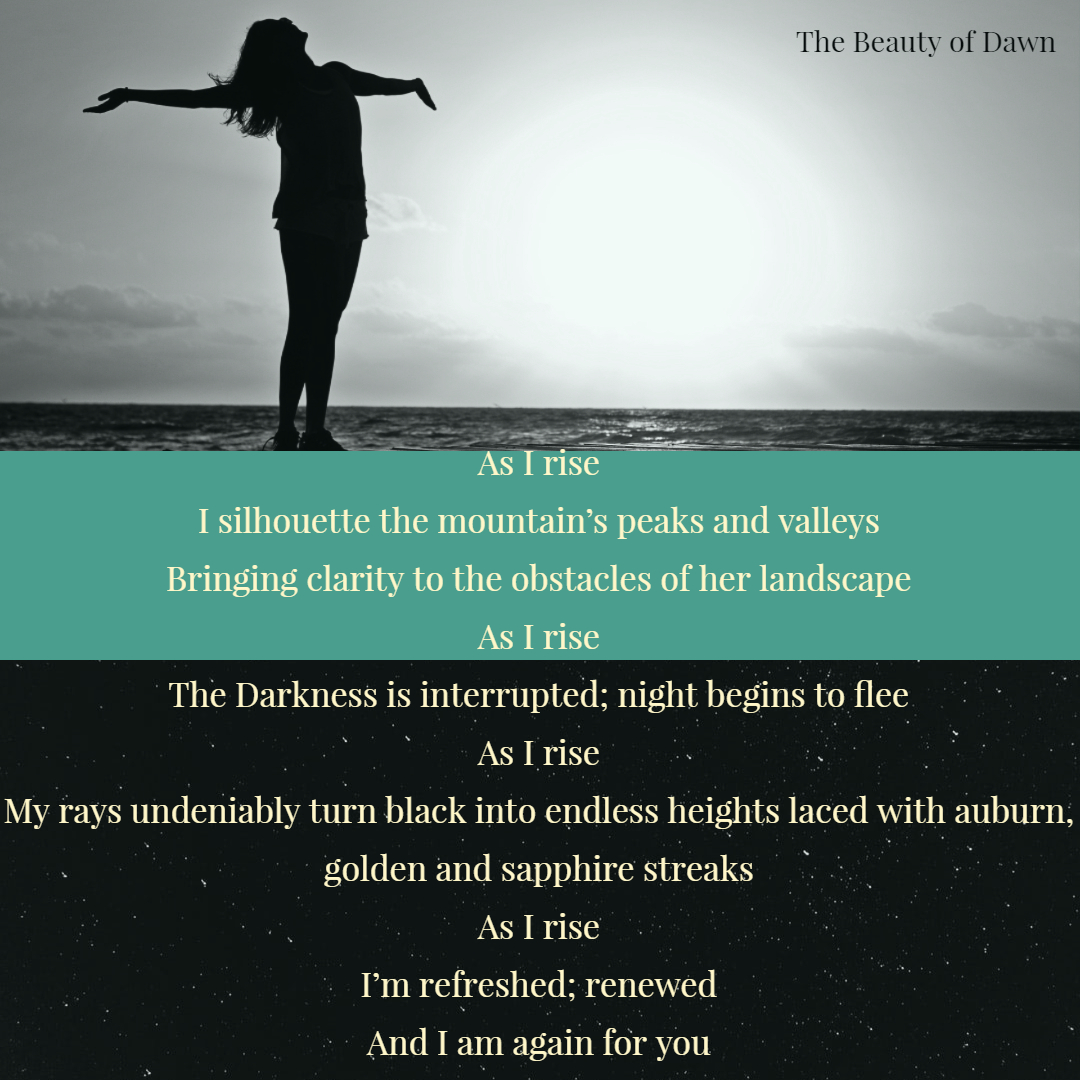 The Beauty of Dawn
As I rise
I silhouette the mountain’s peaks and valleys
Bringing clarity to the obstacles of her landscape
As I rise
The Darkness is interrupted; night begins to flee
As I rise
My rays undeniably turn black into endless heights laced with auburn,
golden and sapphire streaks
As I rise
I’m refreshed; renewed
And I am again for you